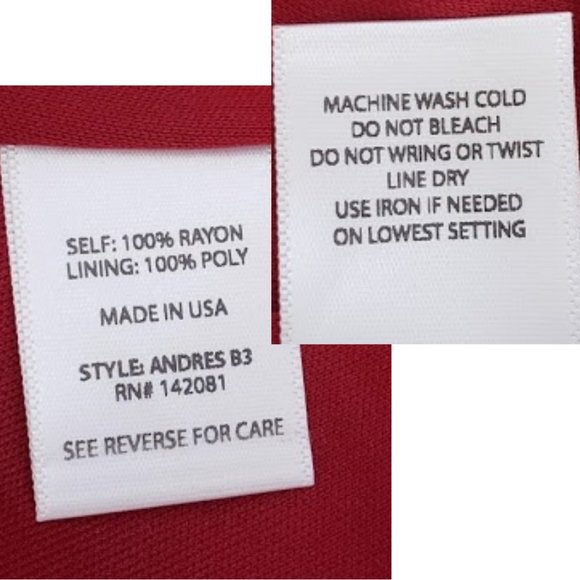 SELF: 100% RAYON
LINING: 100% POLY
MADE IN USA
STYLE: ANDRES B3
RN# 142081
SEE REVERSE FOR CARE
MACHINE WASH COLD
DO NOT BLEACH
DO NOT WRING OR TWIST
LINE DRY
USE IRON IF NEEDED
ON LOWEST SETTING